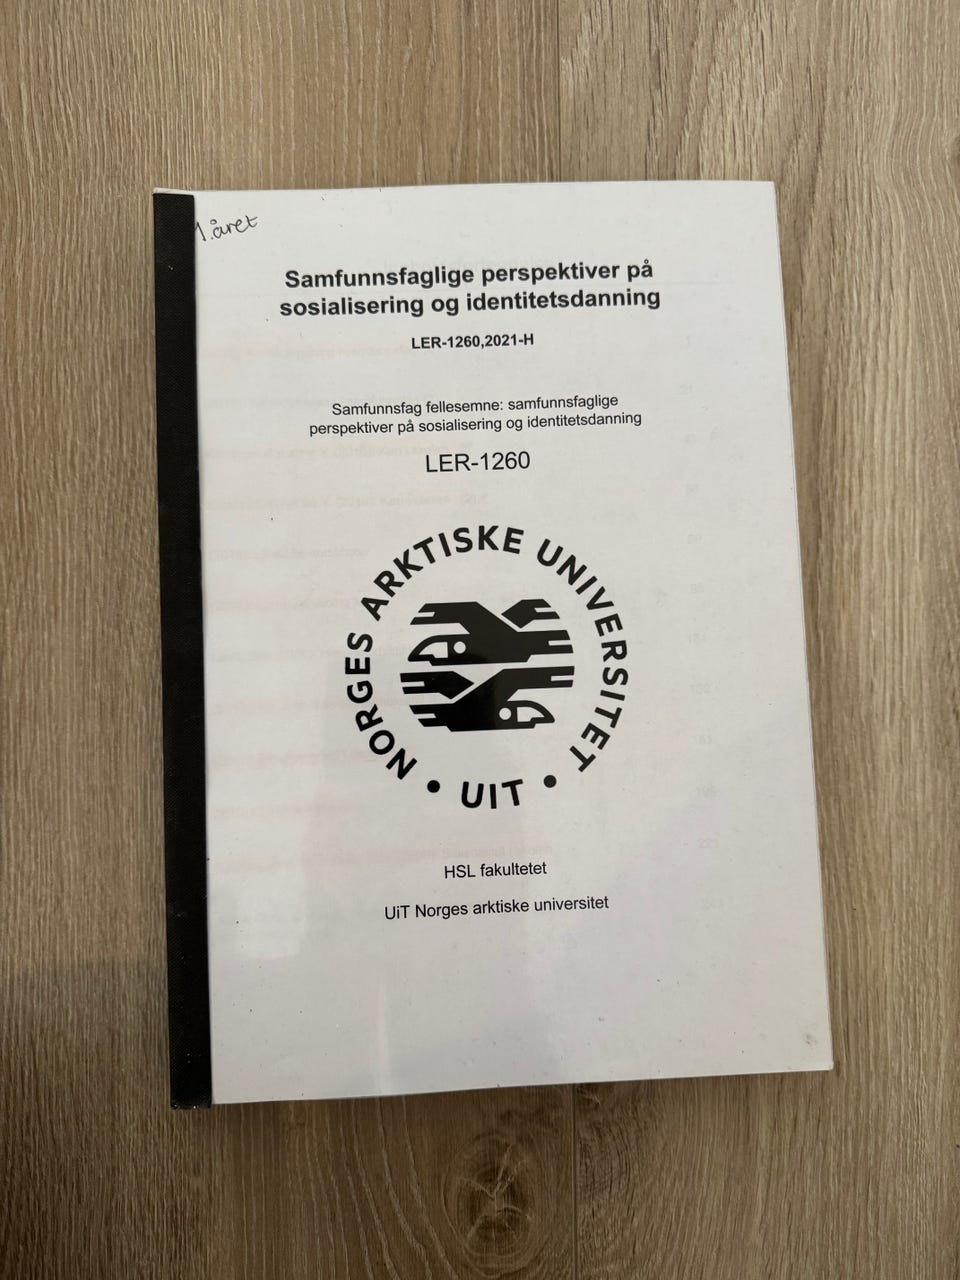 1. året
Samfunnsfaglige perspektiver på
sosialisering og identitetsdanning
LER-1260,2021-H
Samfunnsfag fellesemne: samfunnsfaglige
perspektiver på sosialisering og identitetsdanning
LER-1260
NORGES ARKTISKE UNIVERSITET
• UIT •
HSL fakultetet
UiT Norges arktiske universitet